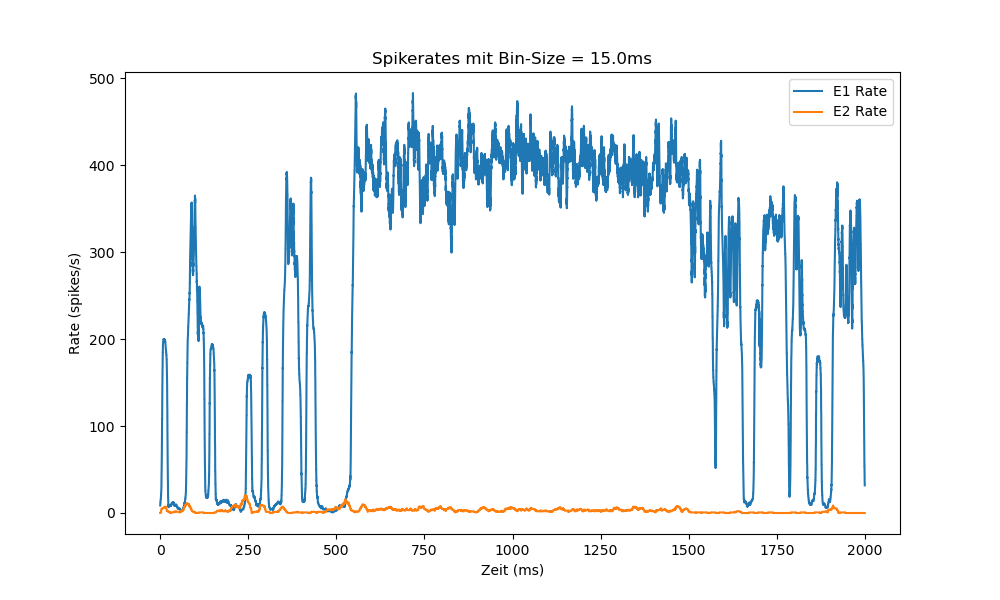 Spikerates mit Bin-Size = 15.0ms
E1 Rate
E2 Rate
Rate (spikes/s)
500
400
300
200
100
0
0 250 500 750 1000 1250 1500 1750 2000
Zeit (ms)